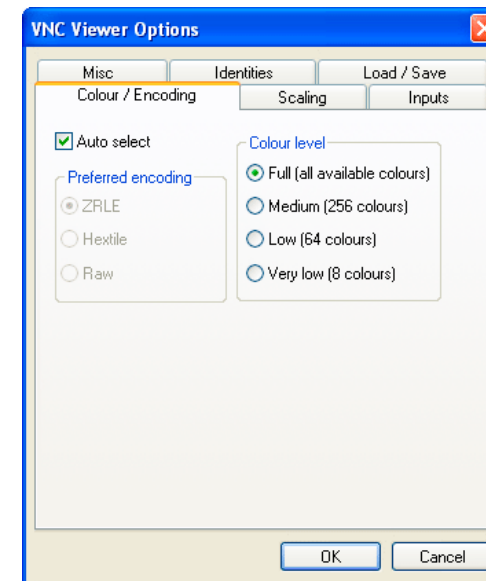 VNC Viewer Options
Misc Identities Load / Save
Colour / Encoding Scaling Inputs
Auto select
Preferred encoding
ZRLE
Hextile
Raw
Colour level
Full (all available colours)
Medium (256 colours)
Low (64 colours)
Very low (8 colours)
OK Cancel